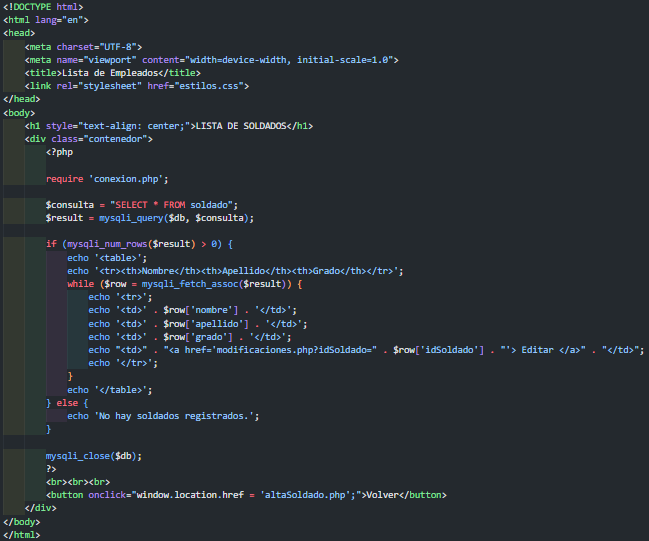 <!DOCTYPE html>
<html lang="en">
<head>
    <meta charset="UTF-8">
    <meta name="viewport" content="width=device-width, initial-scale=1.0">
    <title>Lista de Empleados</title>
    <link rel="stylesheet" href="estilos.css">
</head>
<body>
    <h1 style="text-align: center;">LISTA DE SOLDADOS</h1>
    <div class="contenedor">
        <?php
        require 'conexion.php';
        $consulta = "SELECT * FROM soldado";
        $result = mysqli_query($db, $consulta);
        if (mysqli_num_rows($result) > 0) {
            echo '<table>';
            echo '<tr><th>Nombre</th><th>Apellido</th><th>Grado</th></tr>';
            while ($row = mysqli_fetch_assoc($result)) {
                echo '<tr>';
                echo '<td>' . $row['nombre'] . '</td>';
                echo '<td>' . $row['apellido'] . '</td>';
                echo '<td>' . $row['grado'] . '</td>';
                echo "<td>" . "<a href='modificaciones.php?idSoldado=" . $row['idSoldado'] . "'> Editar </a>" . "</td>";
                echo '</tr>';
            }
            echo '</table>';
        } else {
            echo 'No hay soldados registrados.';
        }
        mysqli_close($db);
        ?>
        <br><br><br>
        <button onclick="window.location.href = 'altaSoldado.php';">Volver</button>
    </div>
</body>
</html>